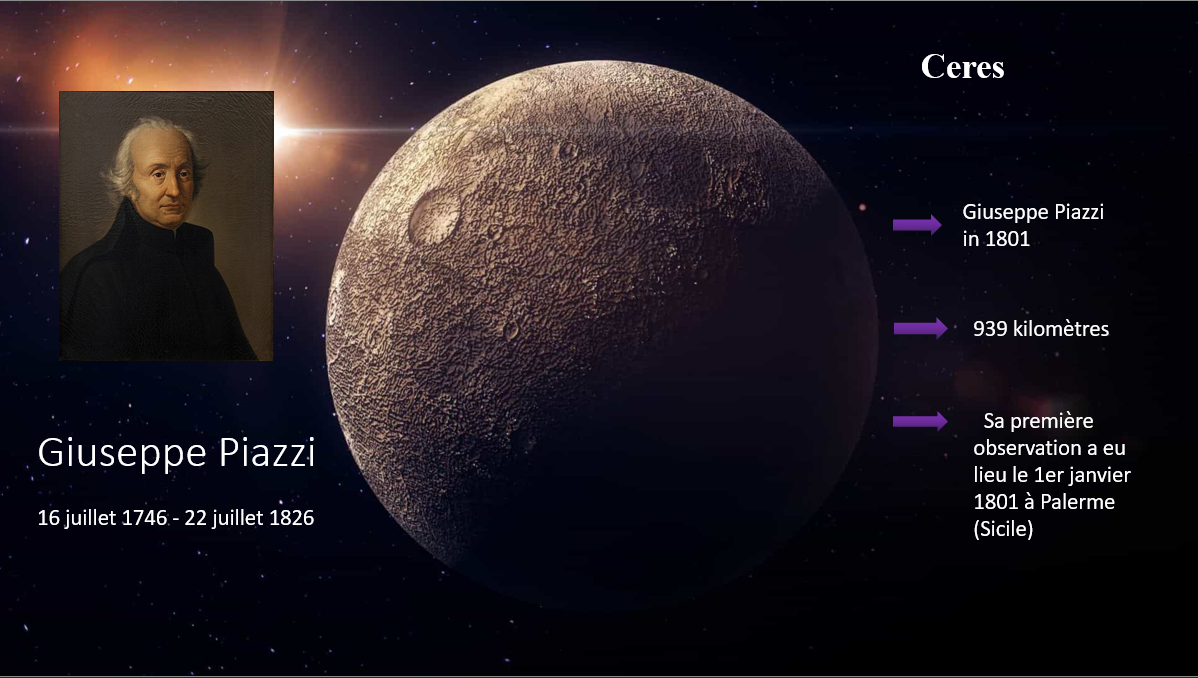 Ceres
Giuseppe Piazzi
in 1801
939 kilomètres
Sa première
observation a eu
lieu le 1er janvier
1801 à Palerme
(Sicile)
Giuseppe Piazzi
16 juillet 1746 - 22 juillet 1826